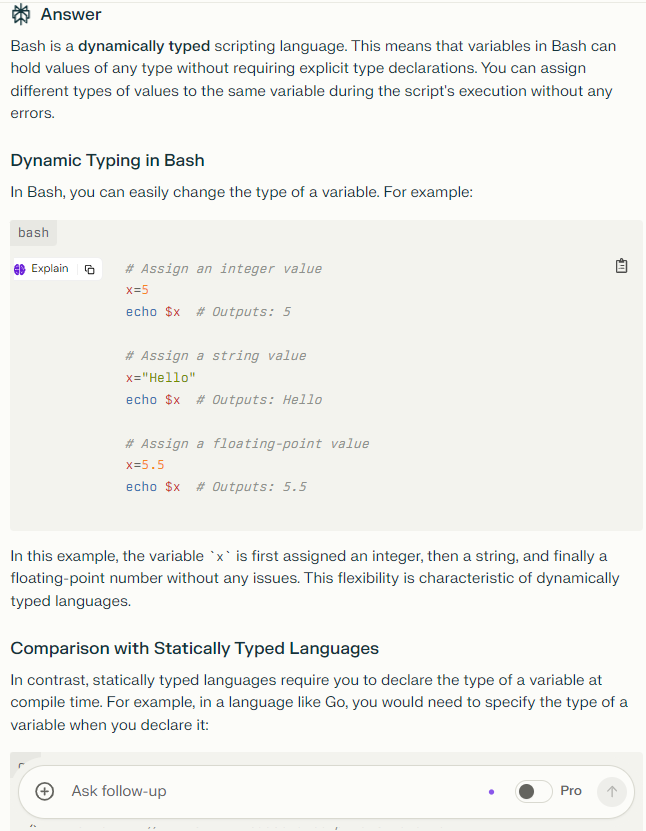 Answer
Bash is a dynamically typed scripting language. This means that variables in Bash can
hold values of any type without requiring explicit type declarations. You can assign
different types of values to the same variable during the script's execution without any
errors.
Dynamic Typing in Bash
In Bash, you can easily change the type of a variable. For example:
bash
Explain
# Assign an integer value
x=5
echo $x  # Outputs: 5
# Assign a string value
x="Hello"
echo $x  # Outputs: Hello
# Assign a floating-point value
x=5.5
echo $x  # Outputs: 5.5
In this example, the variable `x` is first assigned an integer, then a string, and finally a
floating-point number without any issues. This flexibility is characteristic of dynamically
typed languages.
Comparison with Statically Typed Languages
In contrast, statically typed languages require you to declare the type of a variable at
compile time. For example, in a language like Go, you would need to specify the type of a
variable when you declare it:
Ask follow-up
Pro